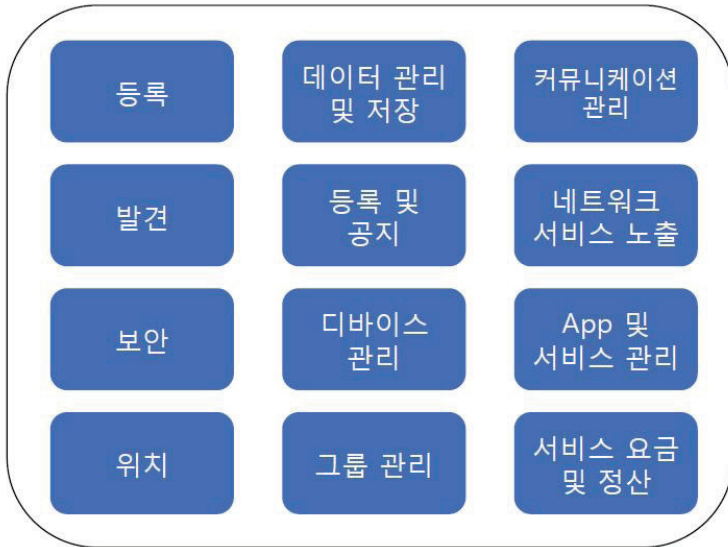 등록
데이터 관리
및 저장
커뮤니케이션
관리
발견
등록 및
공지
네트워크
서비스 노출
보안
디바이스
관리
App 및
서비스 관리
위치
그룹 관리
서비스 요금
및 정산